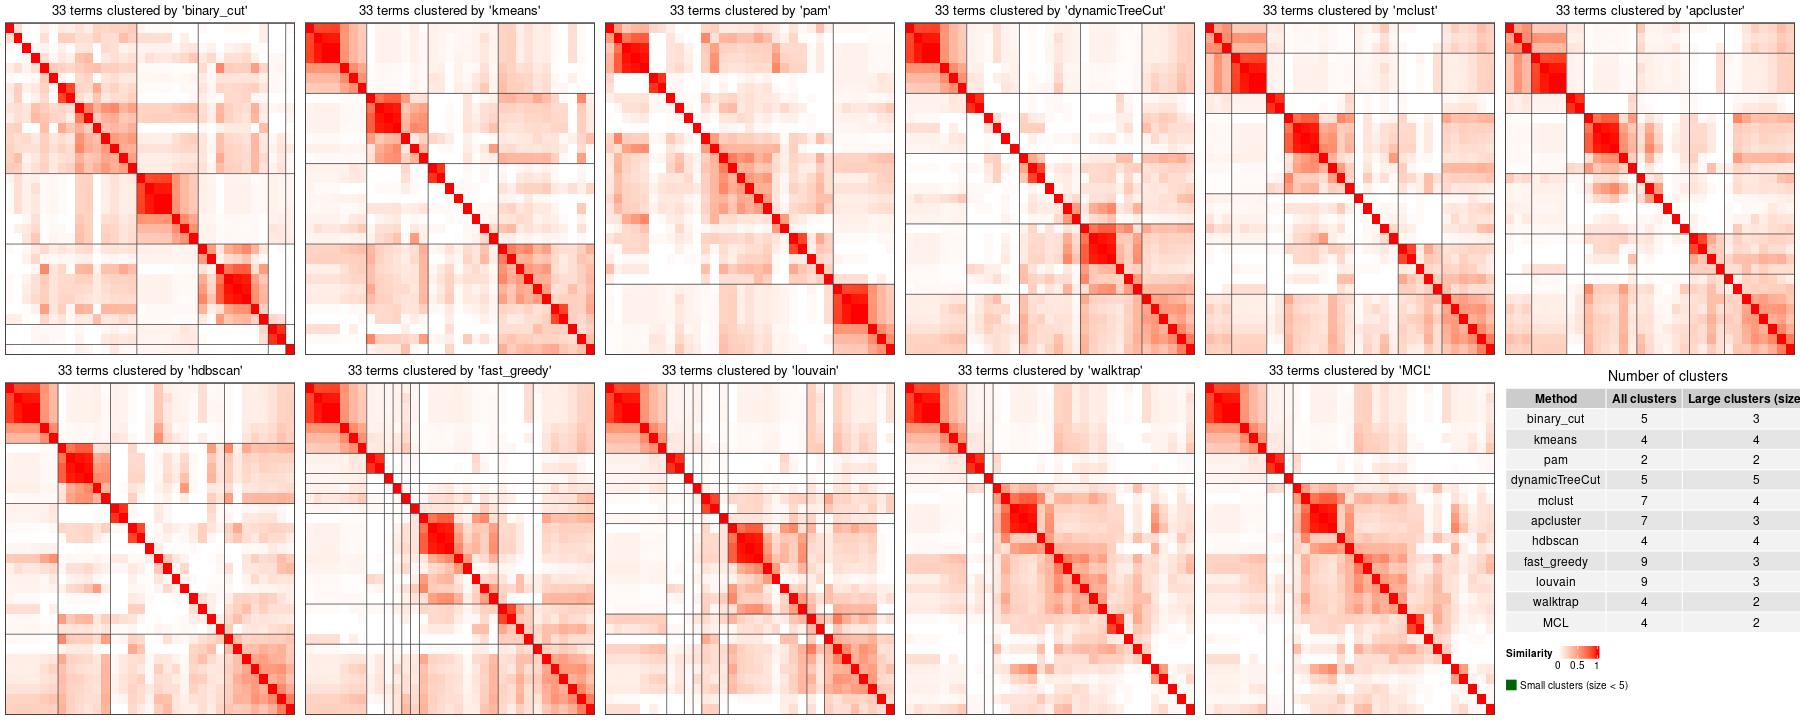 33 terms clustered by 'binary_cut'
33 terms clustered by 'kmeans'
33 terms clustered by 'pam'
33 terms clustered by 'dynamicTreeCut'
33 terms clustered by 'mclust'
33 terms clustered by 'apcluster'
33 terms clustered by 'hdbscan'
33 terms clustered by 'fast_greedy'
33 terms clustered by 'louvain'
33 terms clustered by 'walktrap'
33 terms clustered by 'MCL'
Number of clusters
Method All clusters Large clusters (size
binary_cut 5 3
kmeans 4 4
pam 2 2
dynamicTreeCut 5 5
mclust 7 4
apcluster 7 3
hdbscan 4 4
fast_greedy 9 3
louvain 9 3
walktrap 4 2
MCL 4 2
Similarity
0 0.5 1
Small clusters (size < 5)